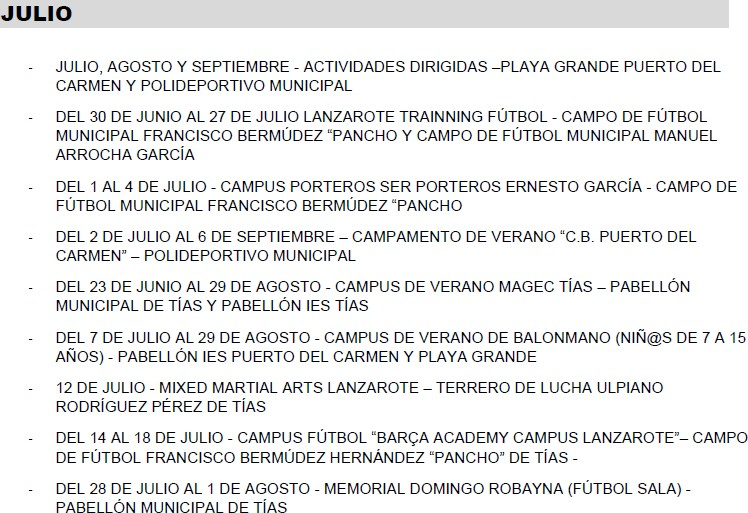 JULIO
- JULIO, AGOSTO Y SEPTIEMBRE - ACTIVIDADES DIRIGIDAS –PLAYA GRANDE PUERTO DEL
CARMEN Y POLIDEPORTIVO MUNICIPAL
- DEL 30 DE JUNIO AL 27 DE JULIO LANZAROTE TRAINNING FÚTBOL - CAMPO DE FÚTBOL
MUNICIPAL FRANCISCO BERMÚDEZ “PANCHO Y CAMPO DE FÚTBOL MUNICIPAL MANUEL
ARROCHA GARCÍA
- DEL 1 AL 4 DE JULIO - CAMPUS PORTEROS SER PORTEROS ERNESTO GARCÍA - CAMPO DE
FÚTBOL MUNICIPAL FRANCISCO BERMÚDEZ “PANCHO
- DEL 2 DE JULIO AL 6 DE SEPTIEMBRE – CAMPAMENTO DE VERANO “C.B. PUERTO DEL
CARMEN” – POLIDEPORTIVO MUNICIPAL
- DEL 23 DE JUNIO AL 29 DE AGOSTO - CAMPUS DE VERANO MAGEC TÍAS – PABELLÓN
MUNICIPAL DE TÍAS Y PABELLÓN IES TÍAS
- DEL 7 DE JULIO AL 29 DE AGOSTO - CAMPUS DE VERANO DE BALONMANO (NIÑ@S DE 7 A 15
AÑOS) - PABELLÓN IES PUERTO DEL CARMEN Y PLAYA GRANDE
- 12 DE JULIO - MIXED MARTIAL ARTS LANZAROTE – TERRERO DE LUCHA ULPIANO
RODRÍGUEZ PÉREZ DE TÍAS
- DEL 14 AL 18 DE JULIO - CAMPUS FÚTBOL “BARÇA ACADEMY CAMPUS LANZAROTE”– CAMPO
DE FÚTBOL FRANCISCO BERMÚDEZ HERNÁNDEZ “PANCHO” DE TÍAS -
- DEL 28 DE JULIO AL 1 DE AGOSTO - MEMORIAL DOMINGO ROBAYNA (FÚTBOL SALA) -
PABELLÓN MUNICIPAL DE TÍAS